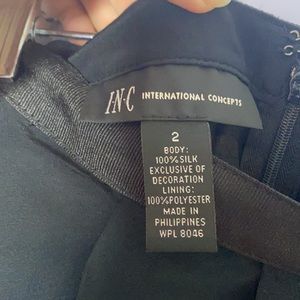 I·N·C INTERNATIONAL CONCEPTS
2
BODY:
100%SILK
EXCLUSIVE OF
DECORATION
LINING:
100%POLYESTER
MADE IN
PHILIPPINES
WPL 8046